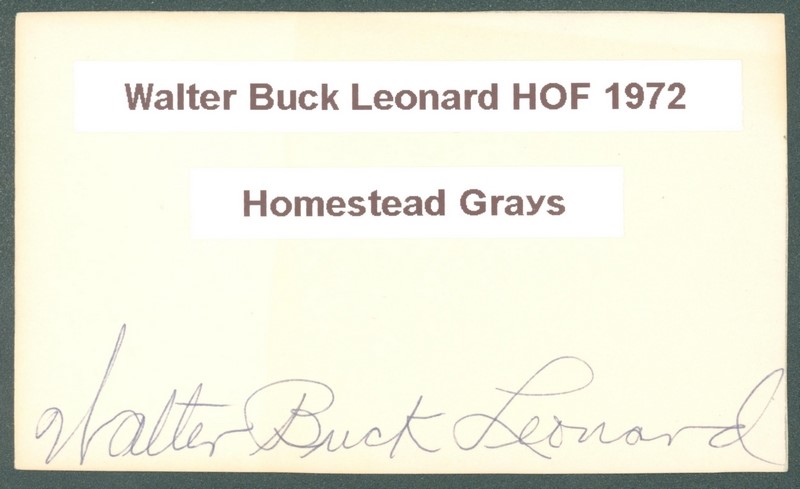 Walter Buck Leonard HOF 1972
Homestead Grays
Walter Buck Leonard